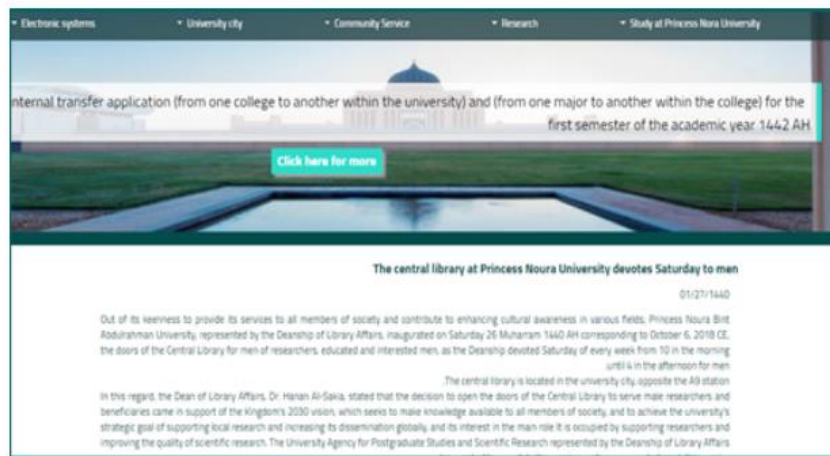 Electronic systems
University city
Community Service
Research
Study at Princess Nora University
nternal transfer application (from one college to another within the university) and (from one major to another within the college) for the
first semester of the academic year 1442 AH
Click here for more
The central library at Princess Noura University devotes Saturday to men
01/27/1440
Out of its keenness to provide its services to all members of society and contribute to enhancing cultural awareness in various fields, Princess Noura Bint
Abdulrahman University, represented by the Deanship of Library Affairs, inaugurated on Saturday 26 Muharram 1440 AH corresponding to October 6, 2018 CE,
the doors of the Central Library for men of researchers, educated and interested men, as the Deanship devoted Saturday of every week from 10 in the morning
until 4 in the afternoon for men
.The central library is located in the university city, opposite the A9 station
In this regard, the Dean of Library Affairs, Dr. Hanan Al-Sakia, stated that the decision to open the doors of the Central Library to serve male researchers and
beneficiaries came in support of the Kingdom's 2030 vision, which seeks to make knowledge available to all members of society, and to achieve the university's
strategic goal of supporting local research and increasing its dissemination globally, and its interest in the main role it is occupied by supporting researchers and
improving the quality of scientific research. The University Agency for Postgraduate Studies and Scientific Research represented by the Deanship of Library Affairs